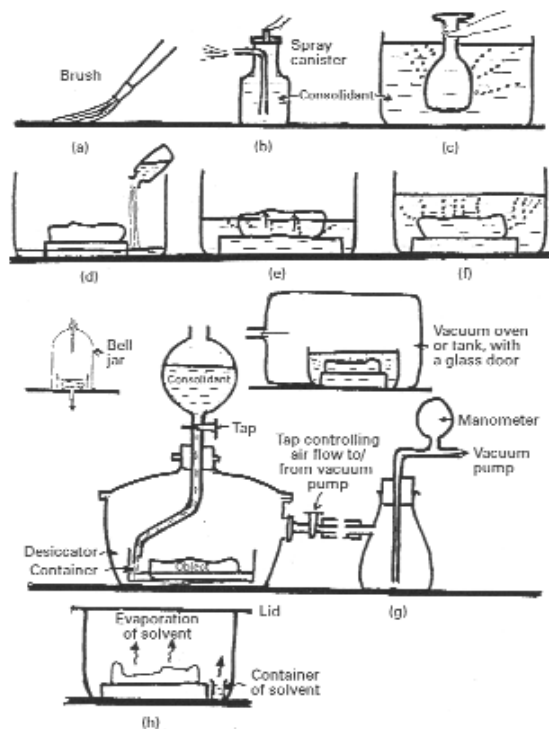 Brush
Spray
canister
Consolidant
(a)
(b)
(c)
(d)
(e)
(f)
Bell
jar
Consolidant
Vacuum oven
or tank, with
a glass door
Tap
Manometer
Tap controlling
air flow to/
from vacuum
pump
Vacuum
pump
Desiccator
Container
Object
(g)
Lid
Evaporation
of solvent
Container
of solvent
(h)